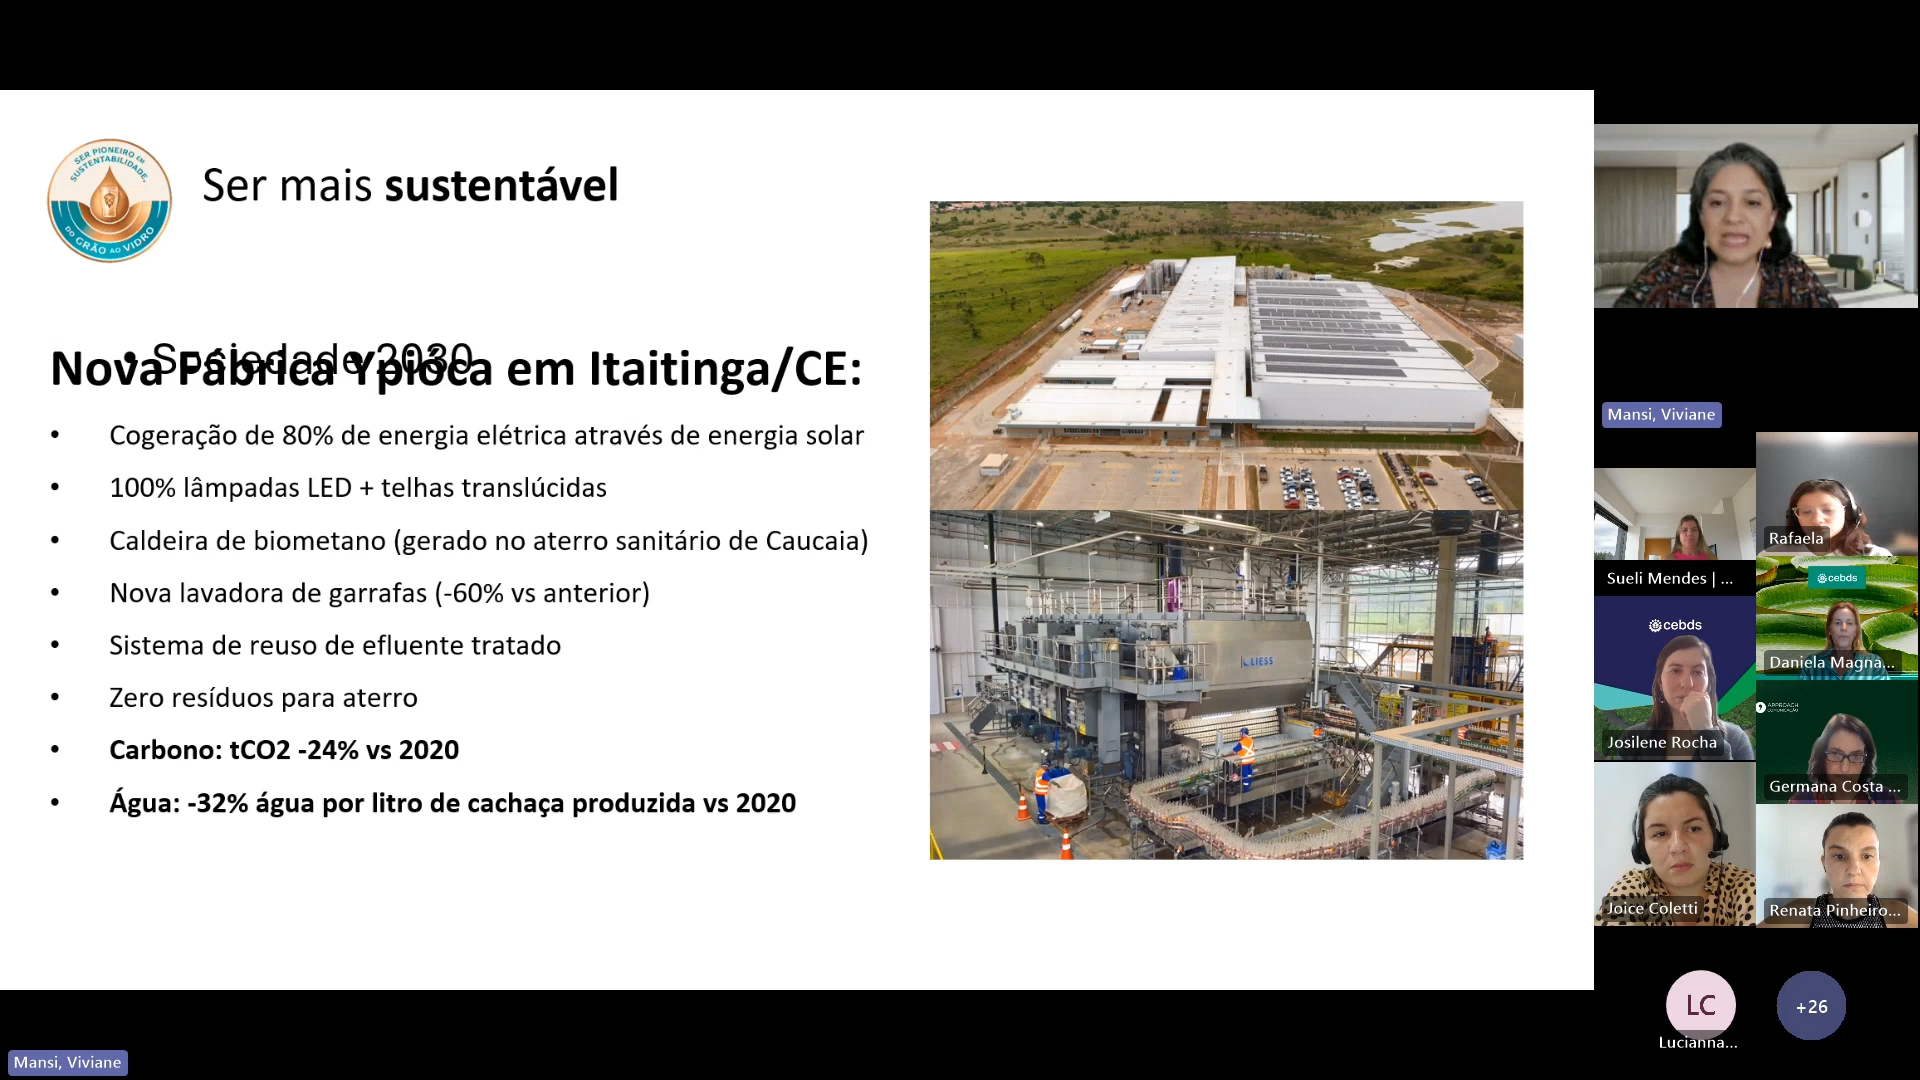 SER PIONEIRO EM
SUSTENTABILIDADE,
DO GRÃO AO VIDRO
Ser mais sustentável
• Sociedade 2030
Nova Fábrica Ypióca em Itaitinga/CE:
• Cogeração de 80% de energia elétrica através de energia solar
• 100% lâmpadas LED + telhas translúcidas
• Caldeira de biometano (gerado no aterro sanitário de Caucaia)
• Nova lavadora de garrafas (-60% vs anterior)
• Sistema de reuso de efluente tratado
• Zero resíduos para aterro
• Carbono: tCO2 -24% vs 2020
• Água: -32% água por litro de cachaça produzida vs 2020
LIESS
Mansi, Viviane
Rafaela
Sueli Mendes | ...
cebds
Daniela Magna...
cebds
Josilene Rocha
APPROACH
COMUNICAÇÃO
Germana Costa ...
Joice Coletti
Renata Pinheiro...
LC
Lucianna...
+26
Mansi, Viviane